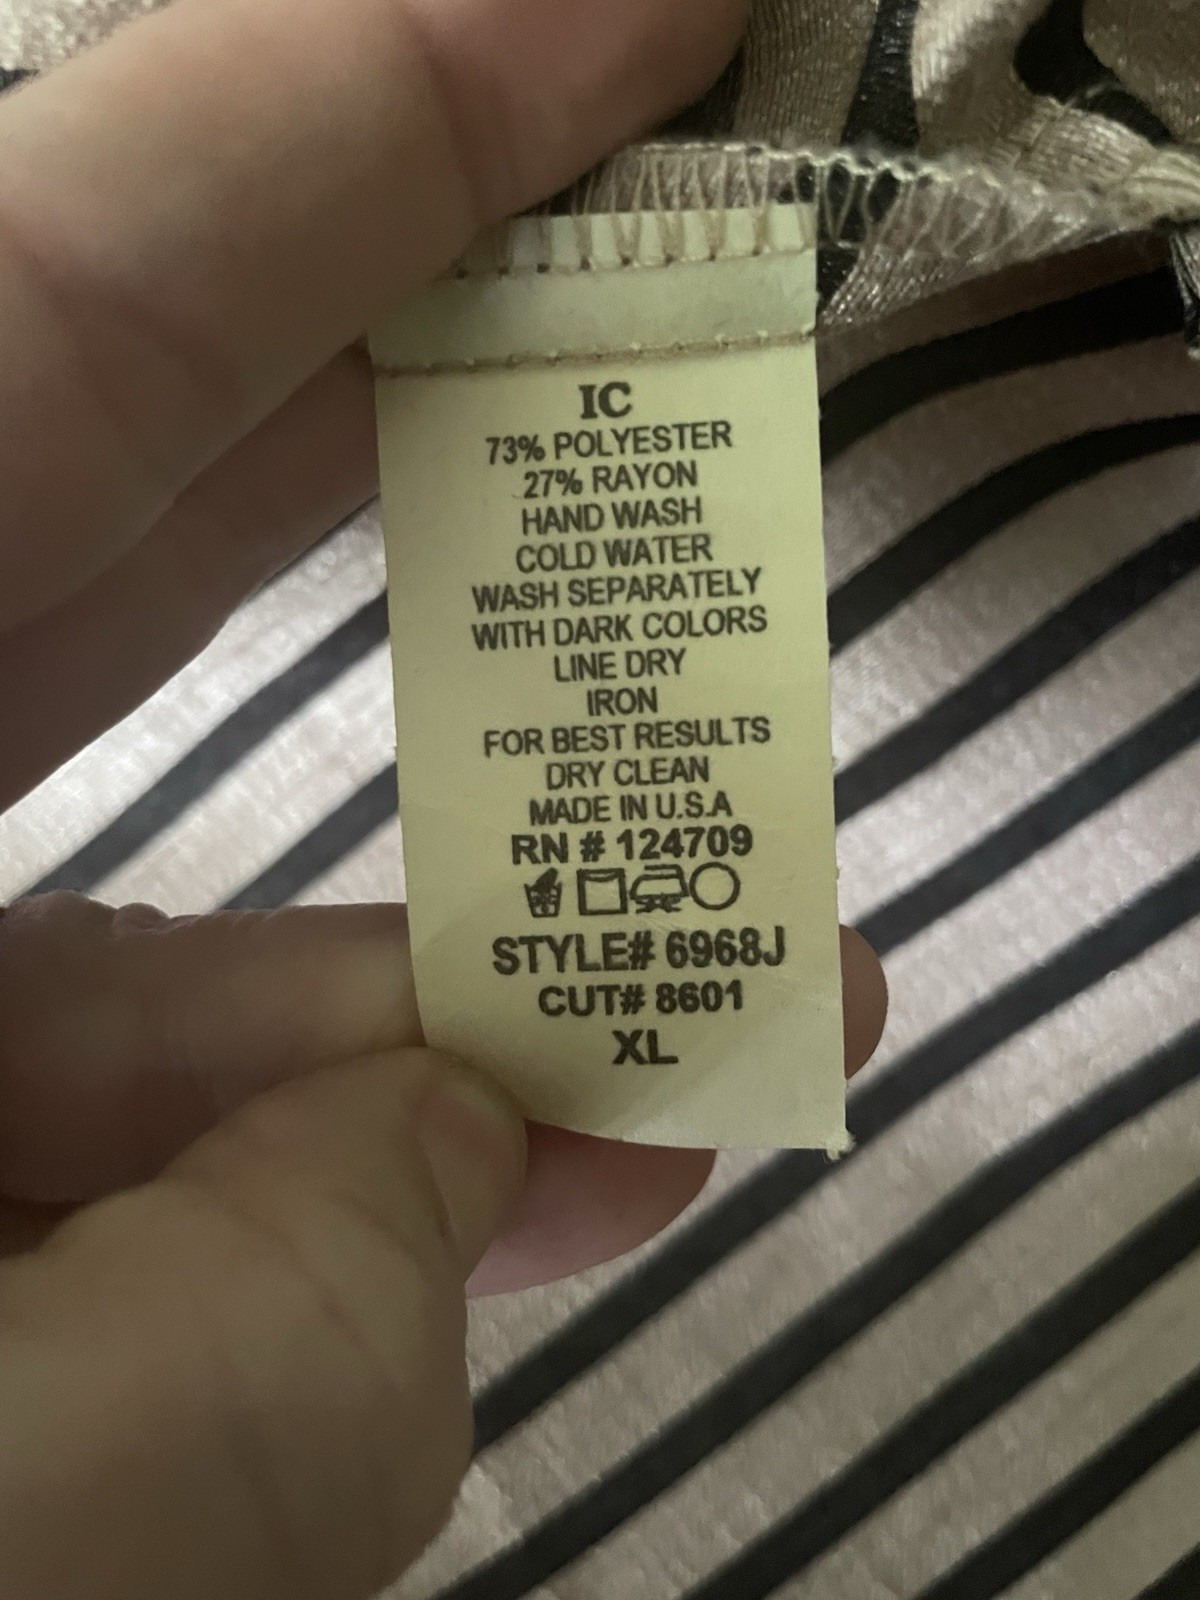 IC
73% POLYESTER
27% RAYON
HAND WASH
COLD WATER
WASH SEPARATELY
WITH DARK COLORS
LINE DRY
IRON
FOR BEST RESULTS
DRY CLEAN
MADE IN U.S.A
RN # 124709
STYLE# 6968J
CUT# 8601
XL